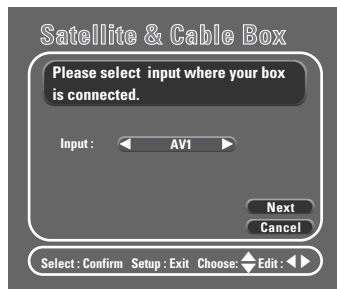 Satellite & Cable Box
Please select input where your box
is connected.
Input : AV1
Next
Cancel
Select : Confirm Setup : Exit Choose: Edit :